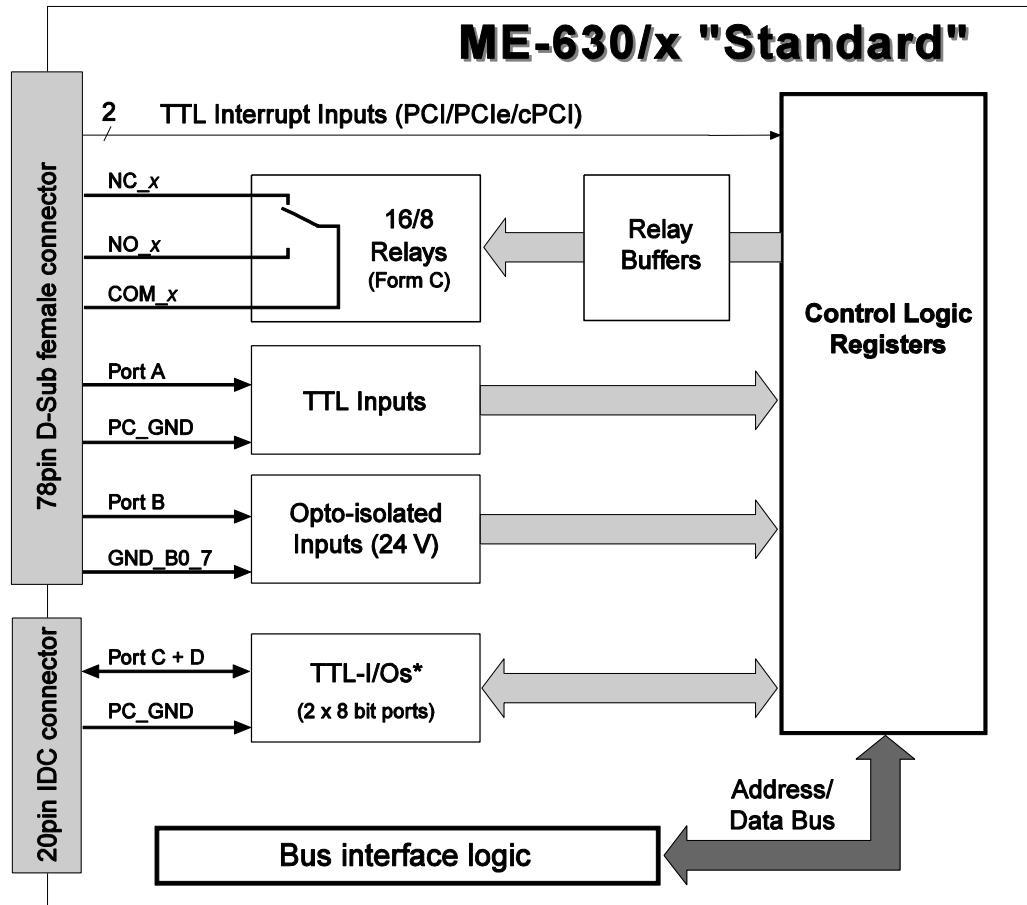 ME-630/x "Standard"
78pin D-Sub female connector
2
TTL Interrupt Inputs (PCI/PCIe/cPCI)
NC_x
NO_x
COM_x
16/8
Relays
(Form C)
Relay
Buffers
Control Logic
Registers
Port A
PC_GND
TTL Inputs
Port B
GND_B0_7
Opto-isolated
Inputs (24 V)
20pin IDC connector
Port C + D
PC_GND
TTL-I/Os*
(2 x 8 bit ports)
Address/
Data Bus
Bus interface logic